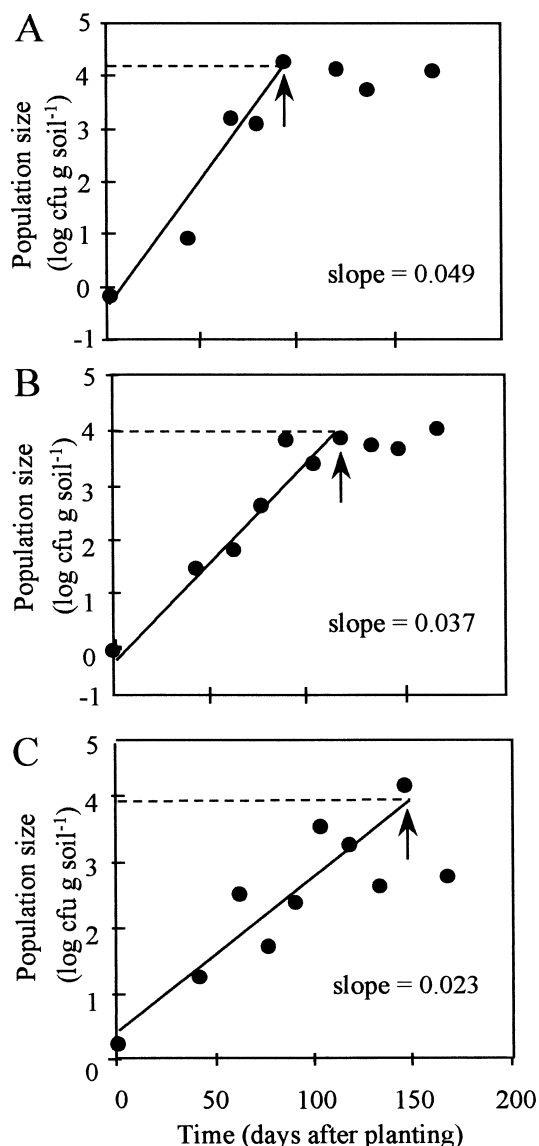 A
5
4
3
2
1
0
-1
Population size
(log cfu g soil-1)
slope = 0.049
B
5
4
3
2
1
0
-1
Population size
(log cfu g soil-1)
slope = 0.037
C
5
4
3
2
1
0
Population size
(log cfu g soil-1)
slope = 0.023
0 50 100 150 200
Time (days after planting)